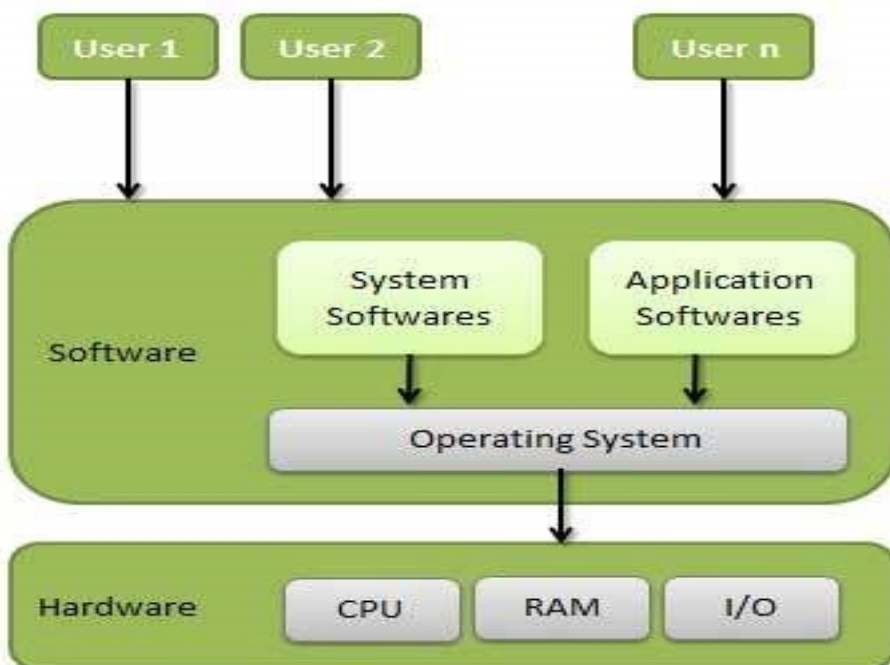 User 1
User 2
User n
System
Softwares
Application
Softwares
Software
Operating System
Hardware
CPU
RAM
I/O